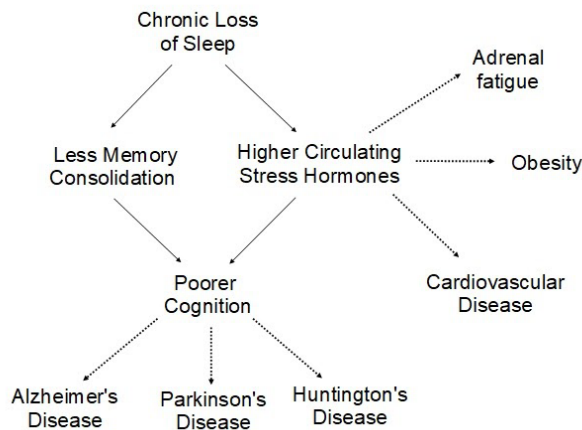 Chronic Loss
of Sleep
Adrenal
fatigue
Less Memory
Consolidation
Higher Circulating
Stress Hormones
Obesity
Poorer
Cognition
Cardiovascular
Disease
Alzheimer's
Disease
Parkinson's
Disease
Huntington's
Disease